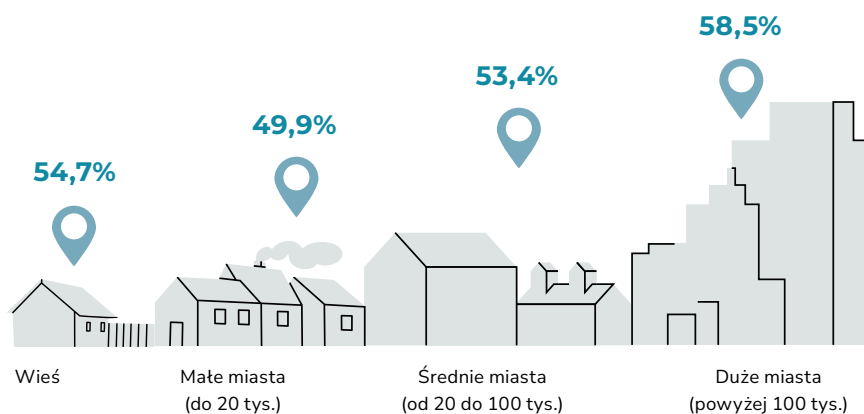 58,5%
53,4%
49,9%
54,7%
Wieś
Małe miasta
(do 20 tys.)
Średnie miasta
(od 20 do 100 tys.)
Duże miasta
(powyżej 100 tys.)